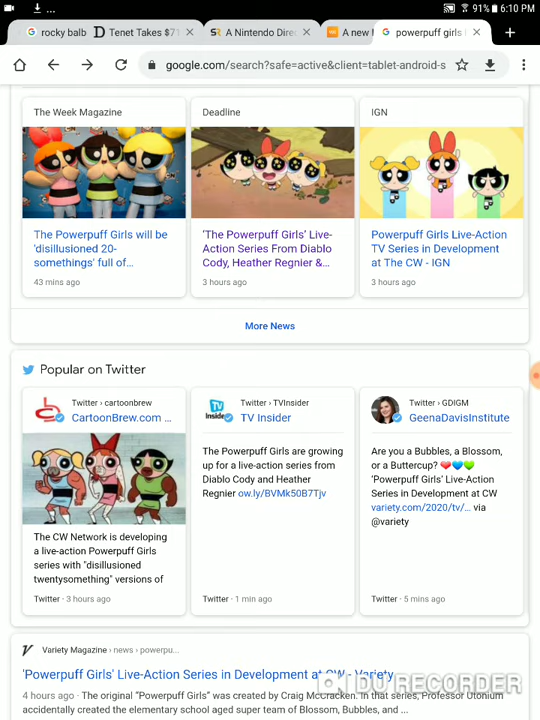 ... 91% 6:10 PM
rocky balb Tenet Takes $71 A Nintendo Direc A new powerpuff girls
google.com/search?safe=active&client=tablet-android-s
The Week Magazine Deadline IGN
The Powerpuff Girls will be 'disillusioned 20-somethings' full of...
'The Powerpuff Girls' Live-Action Series From Diablo Cody, Heather Regnier &...
Powerpuff Girls Live-Action TV Series in Development at The CW - IGN
43 mins ago 3 hours ago 3 hours ago
More News
Popular on Twitter
Twitter › cartoonbrew
CartoonBrew.com ...
The CW Network is developing
a live-action Powerpuff Girls
series with "disillusioned
twentysomething" versions of
Twitter · 3 hours ago
TV
Insider
Twitter › TVInsider
TV Insider
The Powerpuff Girls are growing
up for a live-action series from
Diablo Cody and Heather
Regnier ow.ly/BVMk50B7Tjv
Twitter · 1 min ago
Twitter › GDIGM
GeenaDavisInstitute
Are you a Bubbles, a Blossom,
or a Buttercup? ❤️💙💚
'Powerpuff Girls' Live-Action
Series in Development at CW
variety.com/2020/tv/... via
@variety
Twitter · 5 mins ago
Variety Magazine › news › powerpu...
'Powerpuff Girls' Live-Action Series in Development at CW - Variety
DU RECORDER
4 hours ago · The original "Powerpuff Girls" was created by Craig McCracken. In that series, Professor Utonium
accidentally created the elementary school aged super team of Blossom, Bubbles, and ...